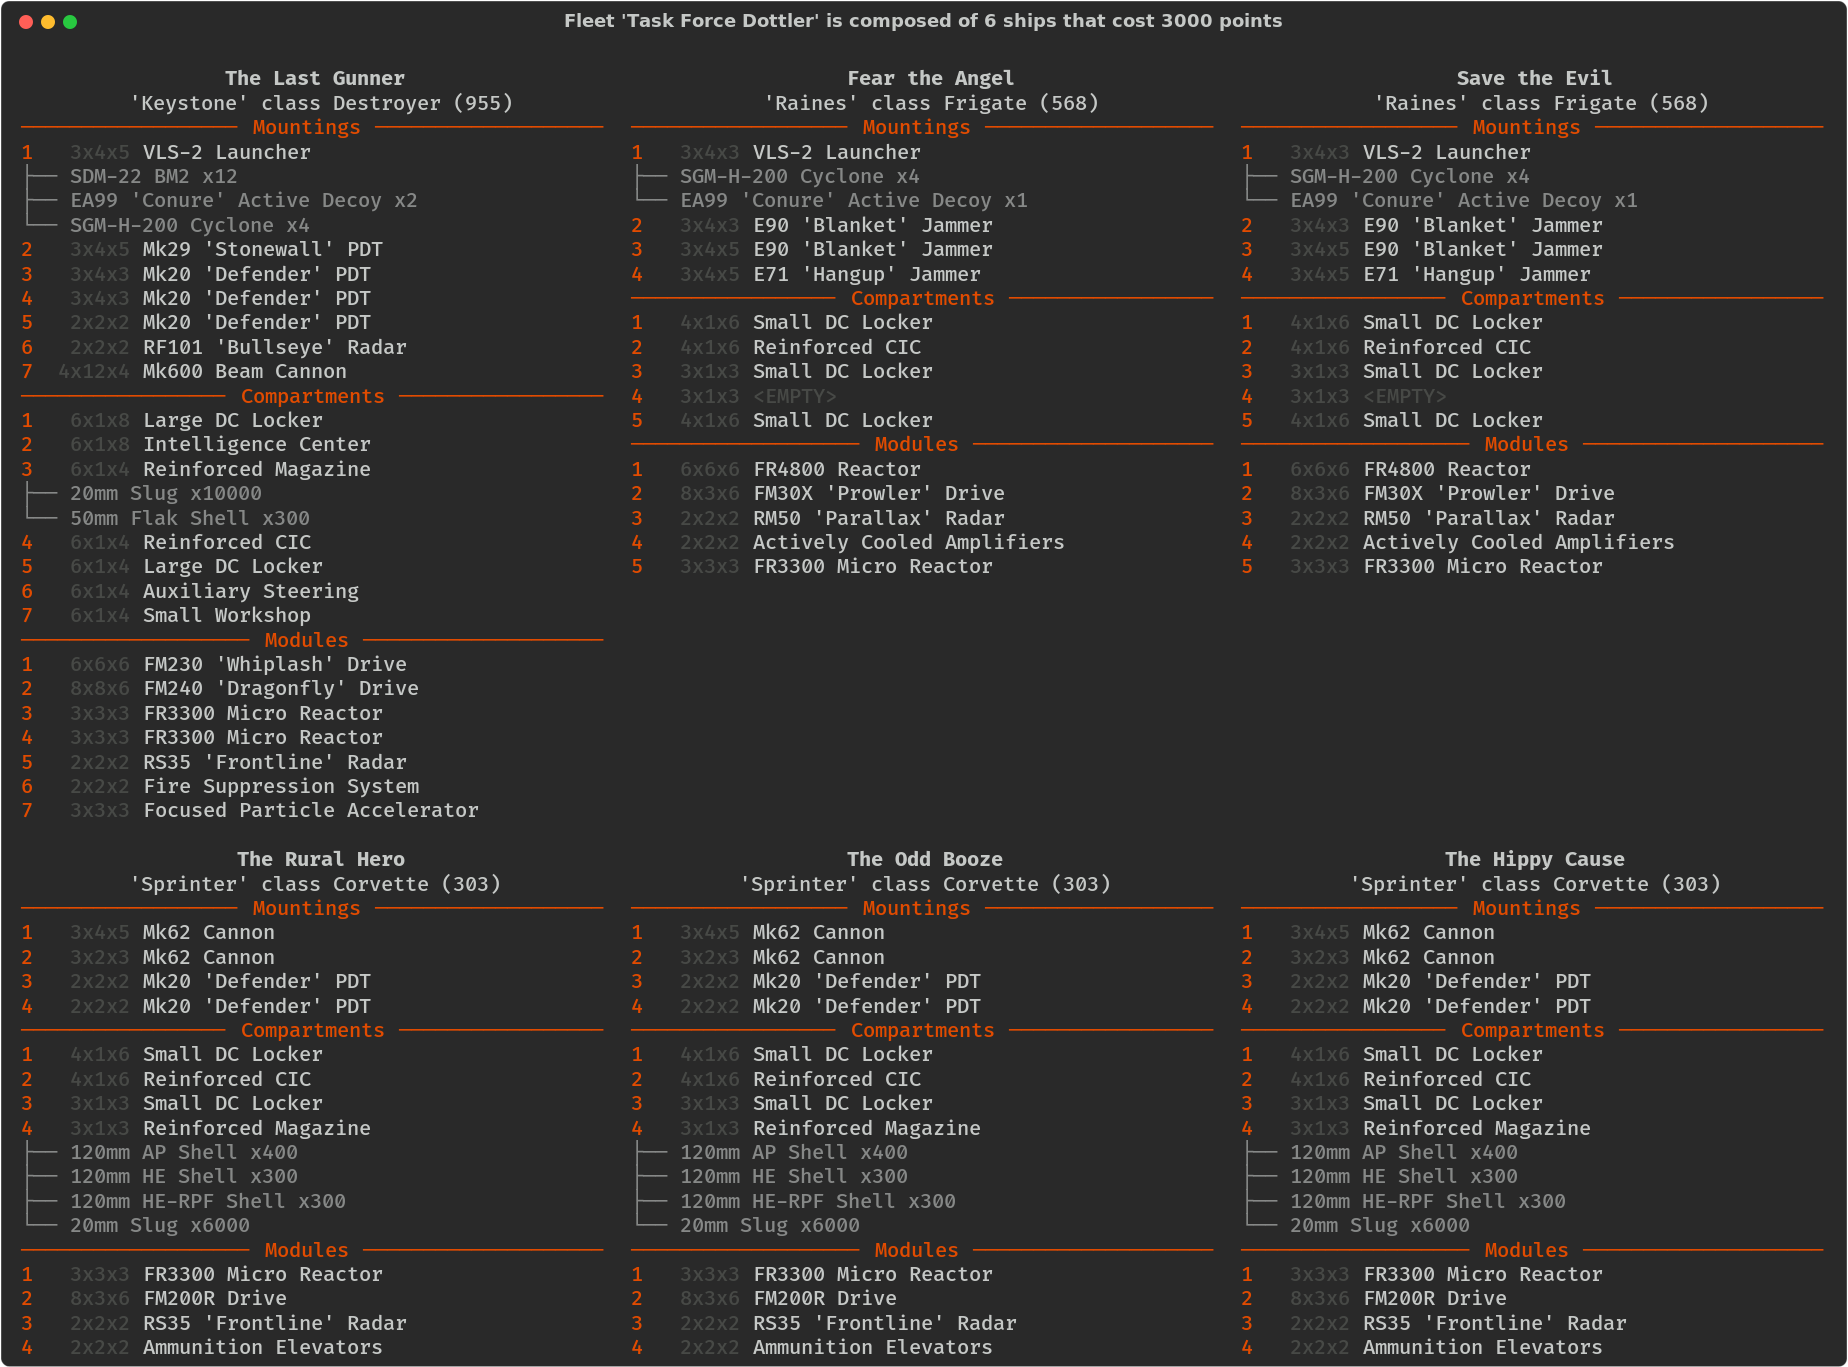 Fleet 'Task Force Dottler' is composed of 6 ships that cost 3000 points
The Last Gunner
'Keystone' class Destroyer (955)
Mountings
1 3x4x5 VLS-2 Launcher
SDM-22 BM2 x12
EA99 'Conure' Active Decoy x2
SGM-H-200 Cyclone x4
2 3x4x5 Mk29 'Stonewall' PDT
3 3x4x3 Mk20 'Defender' PDT
4 3x4x3 Mk20 'Defender' PDT
5 2x2x2 Mk20 'Defender' PDT
6 2x2x2 RF101 'Bullseye' Radar
7 4x12x4 Mk600 Beam Cannon
Compartments
1 6x1x8 Large DC Locker
2 6x1x8 Intelligence Center
3 6x1x4 Reinforced Magazine
20mm Slug x10000
50mm Flak Shell x300
4 6x1x4 Reinforced CIC
5 6x1x4 Large DC Locker
6 6x1x4 Auxiliary Steering
7 6x1x4 Small Workshop
Modules
1 6x6x6 FM230 'Whiplash' Drive
2 8x8x6 FM240 'Dragonfly' Drive
3 3x3x3 FR3300 Micro Reactor
4 3x3x3 FR3300 Micro Reactor
5 2x2x2 RS35 'Frontline' Radar
6 2x2x2 Fire Suppression System
7 3x3x3 Focused Particle Accelerator
Fear the Angel
'Raines' class Frigate (568)
Mountings
1 3x4x3 VLS-2 Launcher
SGM-H-200 Cyclone x4
EA99 'Conure' Active Decoy x1
2 3x4x3 E90 'Blanket' Jammer
3 3x4x5 E90 'Blanket' Jammer
4 3x4x5 E71 'Hangup' Jammer
Compartments
1 4x1x6 Small DC Locker
2 4x1x6 Reinforced CIC
3 3x1x3 Small DC Locker
4 3x1x3 <EMPTY>
5 4x1x6 Small DC Locker
Modules
1 6x6x6 FR4800 Reactor
2 8x3x6 FM30X 'Prowler' Drive
3 2x2x2 RM50 'Parallax' Radar
4 2x2x2 Actively Cooled Amplifiers
5 3x3x3 FR3300 Micro Reactor
Save the Evil
'Raines' class Frigate (568)
Mountings
1 3x4x3 VLS-2 Launcher
SGM-H-200 Cyclone x4
EA99 'Conure' Active Decoy x1
2 3x4x3 E90 'Blanket' Jammer
3 3x4x5 E90 'Blanket' Jammer
4 3x4x5 E71 'Hangup' Jammer
Compartments
1 4x1x6 Small DC Locker
2 4x1x6 Reinforced CIC
3 3x1x3 Small DC Locker
4 3x1x3 <EMPTY>
5 4x1x6 Small DC Locker
Modules
1 6x6x6 FR4800 Reactor
2 8x3x6 FM30X 'Prowler' Drive
3 2x2x2 RM50 'Parallax' Radar
4 2x2x2 Actively Cooled Amplifiers
5 3x3x3 FR3300 Micro Reactor
The Rural Hero
'Sprinter' class Corvette (303)
Mountings
1 3x4x5 Mk62 Cannon
2 3x2x3 Mk62 Cannon
3 2x2x2 Mk20 'Defender' PDT
4 2x2x2 Mk20 'Defender' PDT
Compartments
1 4x1x6 Small DC Locker
2 4x1x6 Reinforced CIC
3 3x1x3 Small DC Locker
4 3x1x3 Reinforced Magazine
120mm AP Shell x400
120mm HE Shell x300
120mm HE-RPF Shell x300
20mm Slug x6000
Modules
1 3x3x3 FR3300 Micro Reactor
2 8x3x6 FM200R Drive
3 2x2x2 RS35 'Frontline' Radar
4 2x2x2 Ammunition Elevators
The Odd Booze
'Sprinter' class Corvette (303)
Mountings
1 3x4x5 Mk62 Cannon
2 3x2x3 Mk62 Cannon
3 2x2x2 Mk20 'Defender' PDT
4 2x2x2 Mk20 'Defender' PDT
Compartments
1 4x1x6 Small DC Locker
2 4x1x6 Reinforced CIC
3 3x1x3 Small DC Locker
4 3x1x3 Reinforced Magazine
120mm AP Shell x400
120mm HE Shell x300
120mm HE-RPF Shell x300
20mm Slug x6000
Modules
1 3x3x3 FR3300 Micro Reactor
2 8x3x6 FM200R Drive
3 2x2x2 RS35 'Frontline' Radar
4 2x2x2 Ammunition Elevators
The Hippy Cause
'Sprinter' class Corvette (303)
Mountings
1 3x4x5 Mk62 Cannon
2 3x2x3 Mk62 Cannon
3 2x2x2 Mk20 'Defender' PDT
4 2x2x2 Mk20 'Defender' PDT
Compartments
1 4x1x6 Small DC Locker
2 4x1x6 Reinforced CIC
3 3x1x3 Small DC Locker
4 3x1x3 Reinforced Magazine
120mm AP Shell x400
120mm HE Shell x300
120mm HE-RPF Shell x300
20mm Slug x6000
Modules
1 3x3x3 FR3300 Micro Reactor
2 8x3x6 FM200R Drive
3 2x2x2 RS35 'Frontline' Radar
4 2x2x2 Ammunition Elevators